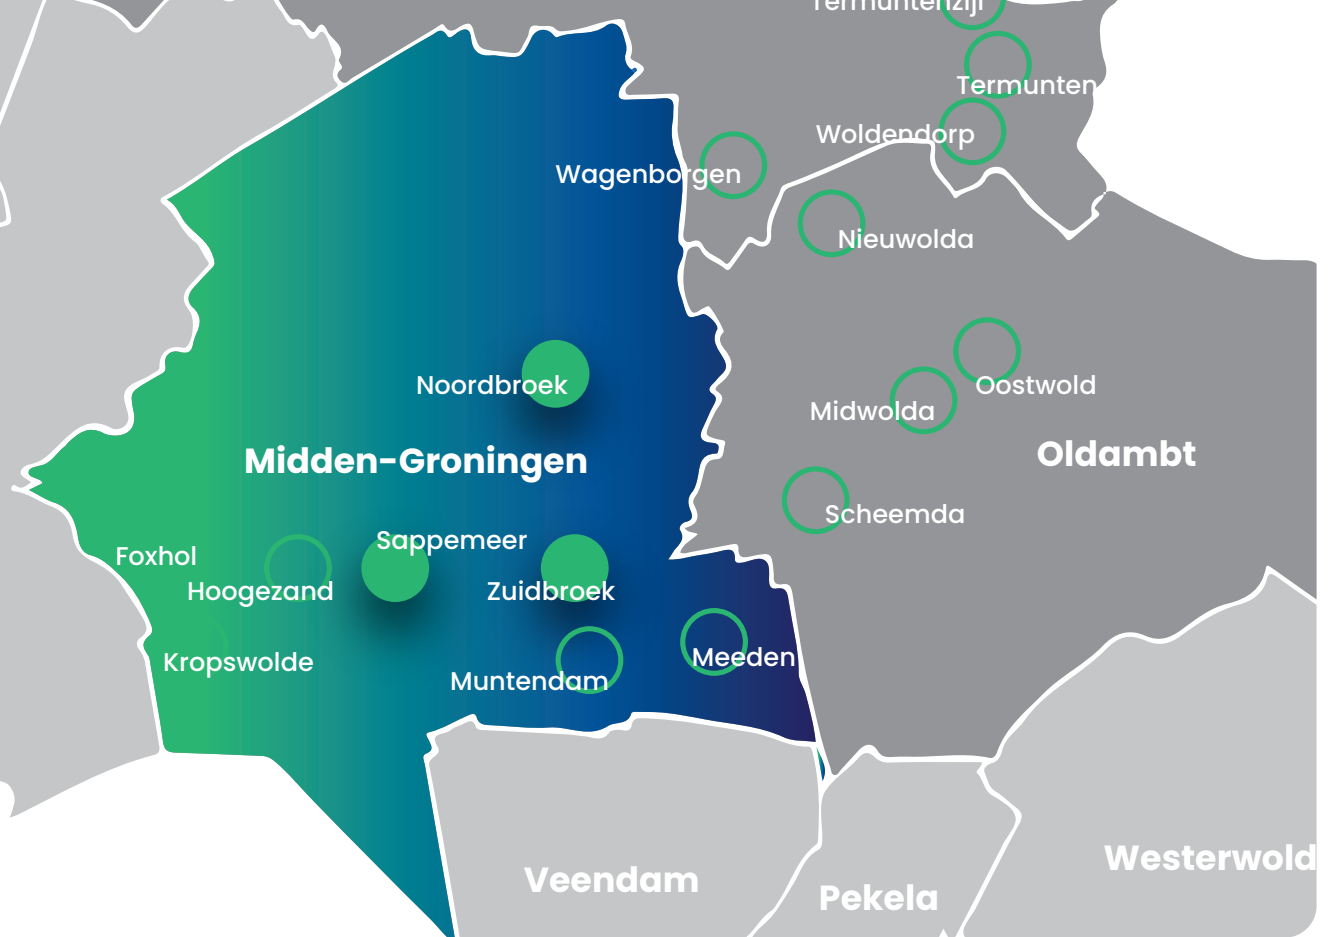 Termuntenzijl
Termunten
Woldendorp
Wagenborgen
Nieuwolda
Noordbroek
Oostwold
Midwolda
Midden-Groningen
Oldambt
Scheemda
Sappemeer
Foxhol
Hoogezand
Zuidbroek
Kropswolde
Meeden
Muntendam
Veendam
Westerwold
Pekela